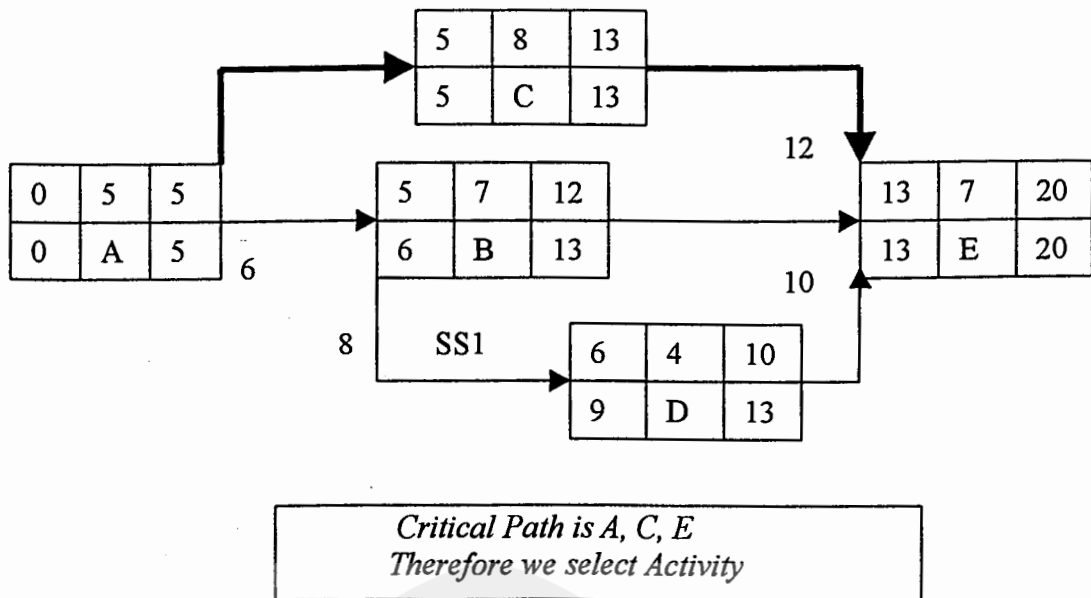 5 8 13
5 C 13
12
0 5 5
0 A 5
6
5 7 12
6 B 13
13 7 20
13 E 20
10
8
SS1
6 4 10
9 D 13
Critical Path is A, C, E
Therefore we select Activity